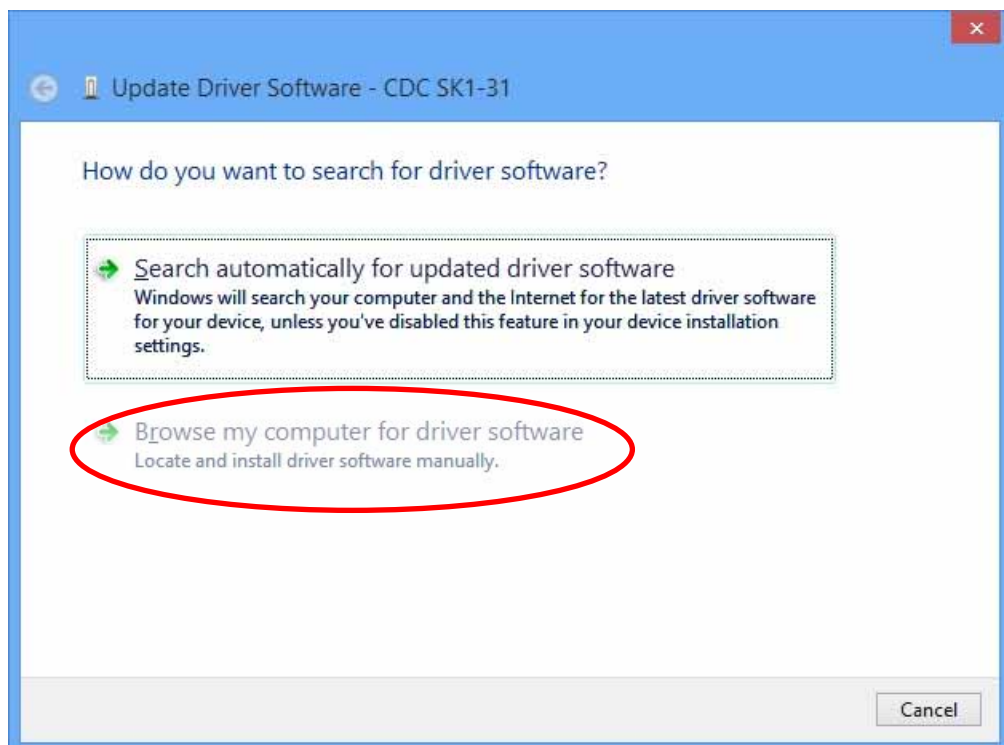 Update Driver Software - CDC SK1-31
How do you want to search for driver software?
Search automatically for updated driver software
Windows will search your computer and the Internet for the latest driver software
for your device, unless you've disabled this feature in your device installation
settings.
Browse my computer for driver software
Locate and install driver software manually.
Cancel